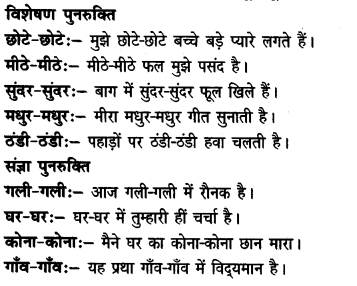 विशेषण पुनरुक्ति
छोटे-छोटेः– मुझे छोटे-छोटे बच्चे बड़े प्यारे लगते हैं।
मीठे-मीठेः– मीठे-मीठे फल मुझे पसंद है।
सुंदर-सुंदरः– बाग में सुंदर-सुंदर फूल खिले हैं।
मधुर-मधुरः– मीरा मधुर-मधुर गीत सुनाती है।
ठंडी-ठंडीः– पहाड़ों पर ठंडी-ठंडी हवा चलती है।
संज्ञा पुनरुक्ति
गली-गलीः– आज गली-गली में रौनक है।
घर-घरः– घर-घर में तुम्हारी हीं चर्चा है।
कोना-कोनाः– मैने घर का कोना-कोना छान मारा।
गाँव-गाँवः– यह प्रथा गाँव-गाँव में विद्यमान है।